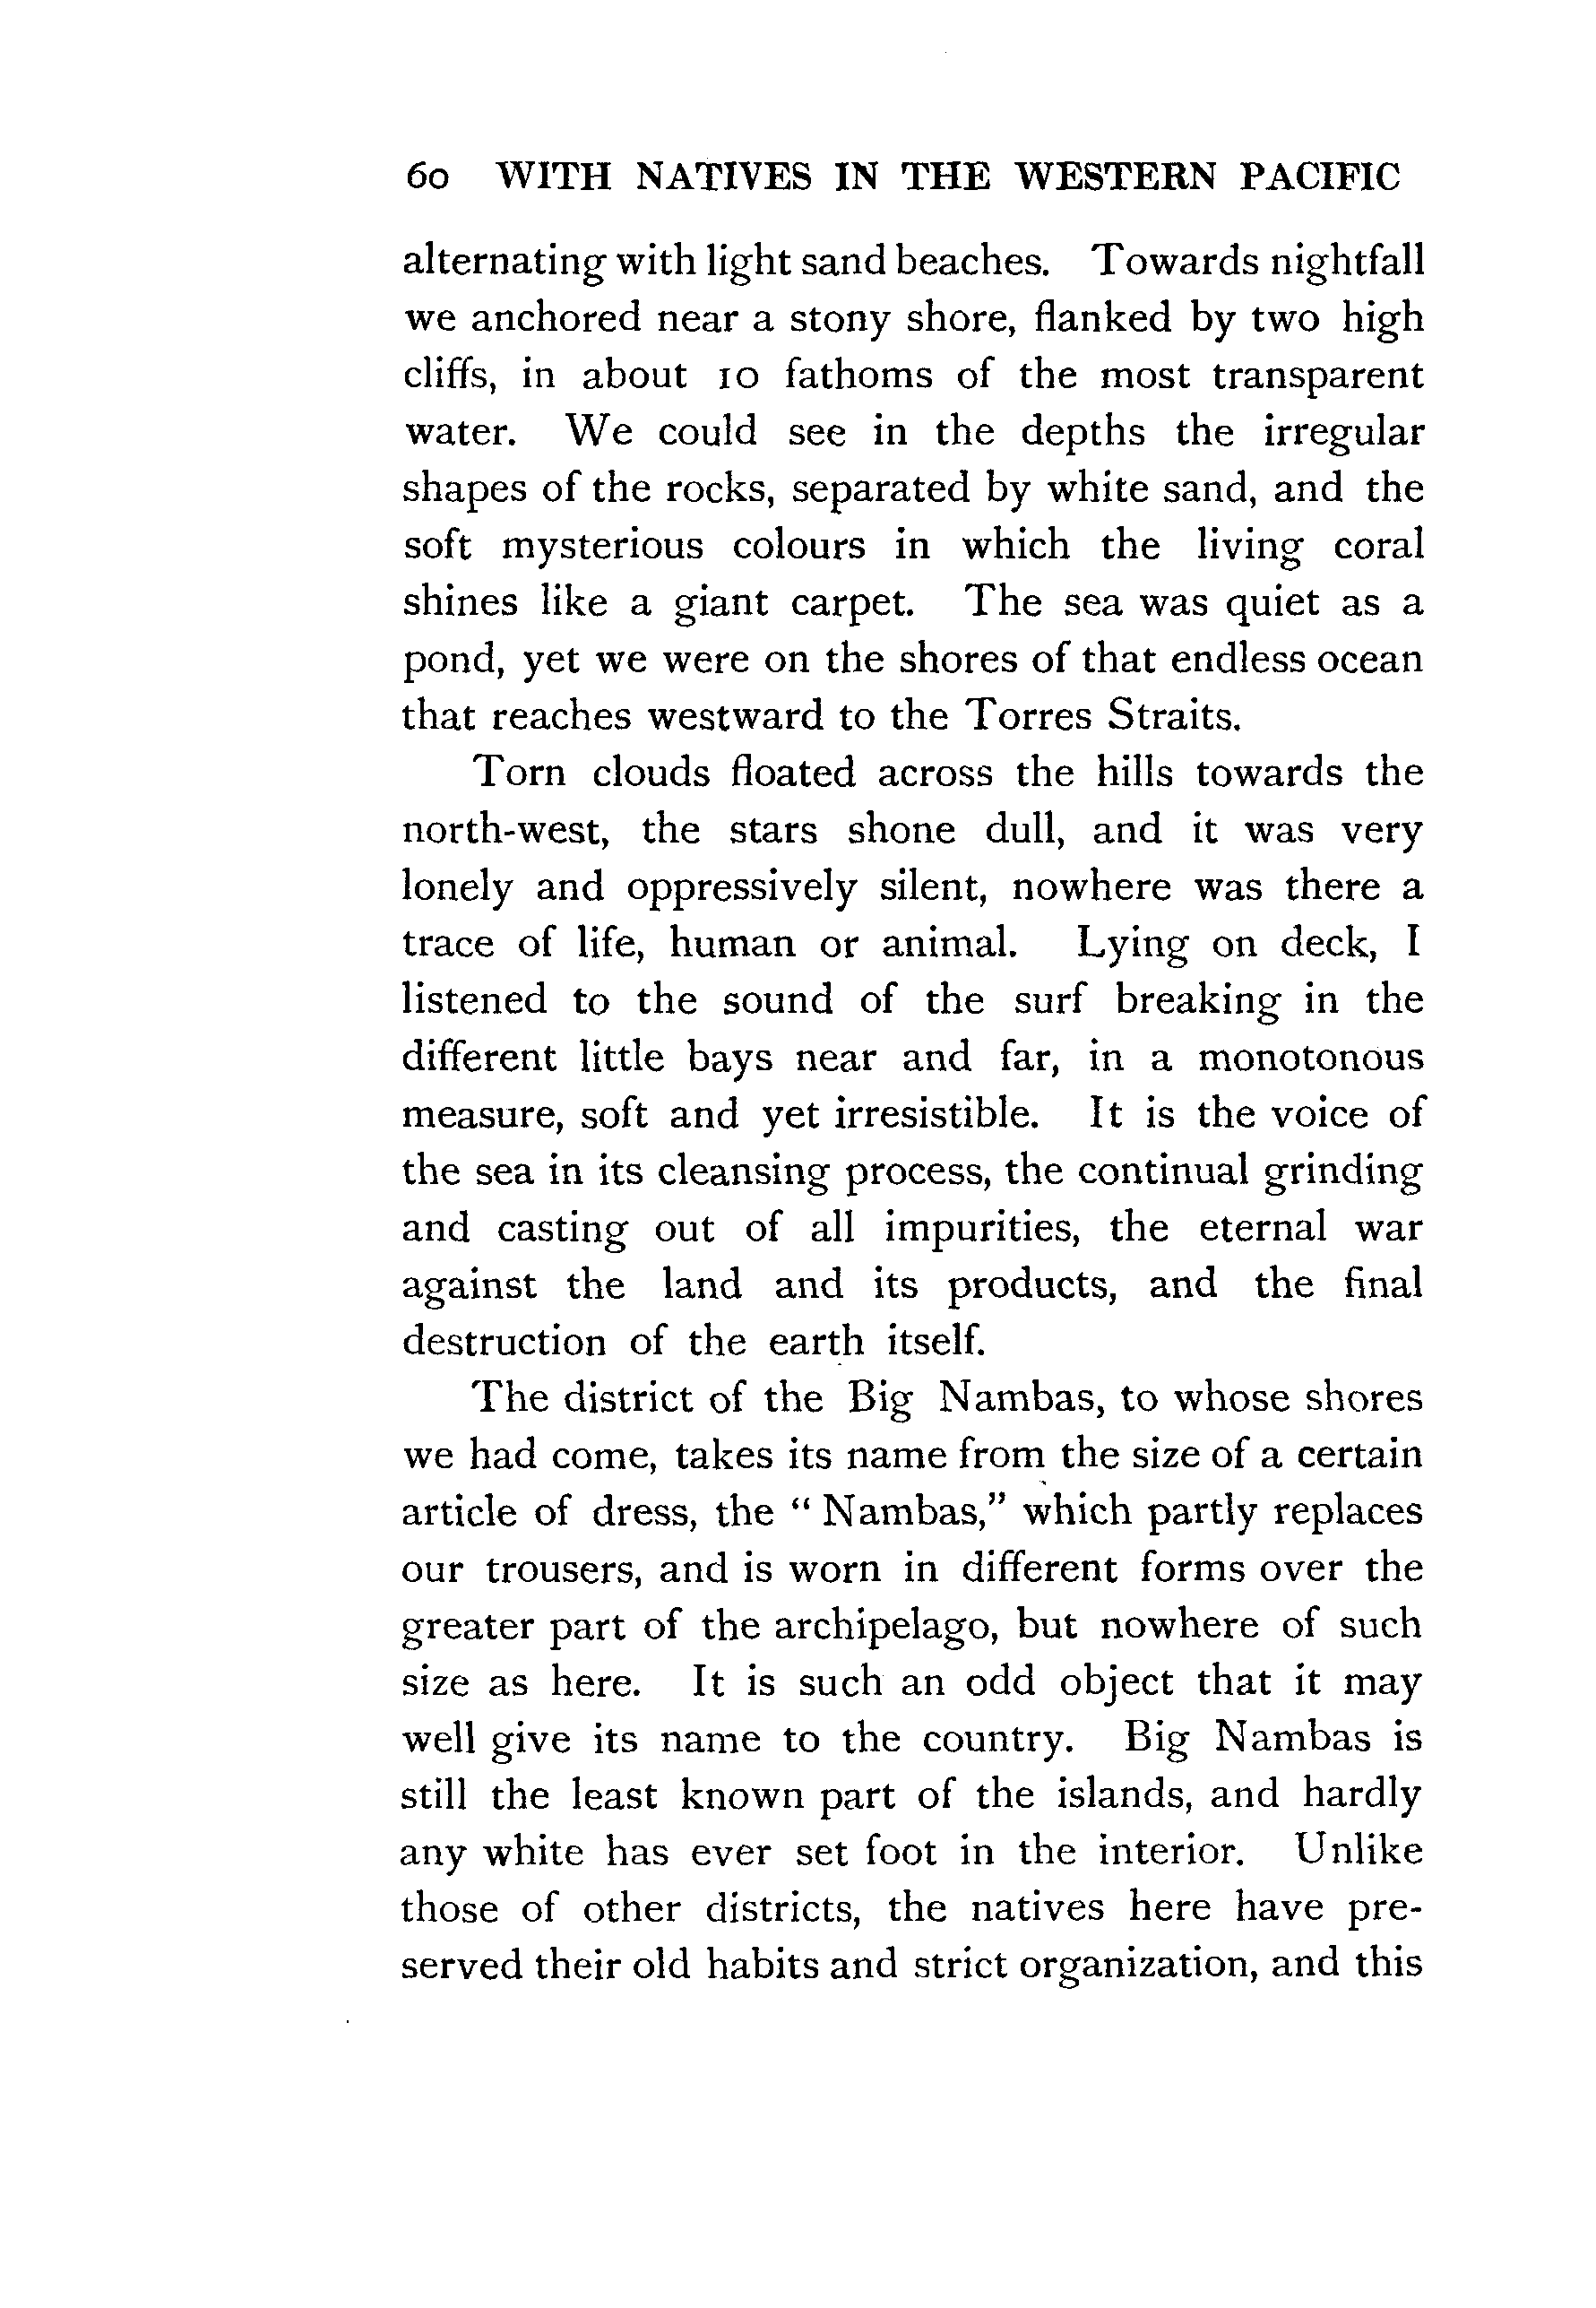 60 WITH NATIVES IN THE WESTERN PACIFIC
alternating with light sand beaches. Towards nightfall
we anchored near a stony shore, flanked by two high
cliffs, in about 10 fathoms of the most transparent
water. We could see in the depths the irregular
shapes of the rocks, separated by white sand, and the
soft mysterious colours in which the living coral
shines like a giant carpet. The sea was quiet as a
pond, yet we were on the shores of that endless ocean
that reaches westward to the Torres Straits.
Torn clouds floated across the hills towards the
north-west, the stars shone dull, and it was very
lonely and oppressively silent, nowhere was there a
trace of life, human or animal. Lying on deck, I
listened to the sound of the surf breaking in the
different little bays near and far, in a monotonous
measure, soft and yet irresistible. It is the voice of
the sea in its cleansing process, the continual grinding
and casting out of all impurities, the eternal war
against the land and its products, and the final
destruction of the earth itself.
The district of the Big Nambas, to whose shores
we had come, takes its name from the size of a certain
article of dress, the " Nambas," which partly replaces
our trousers, and is worn in different forms over the
greater part of the archipelago, but nowhere of such
size as here. It is such an odd object that it may
well give its name to the country. Big Nambas is
still the least known part of the islands, and hardly
any white has ever set foot in the interior. Unlike
those of other districts, the natives here have pre-
served their old habits and strict organization, and this